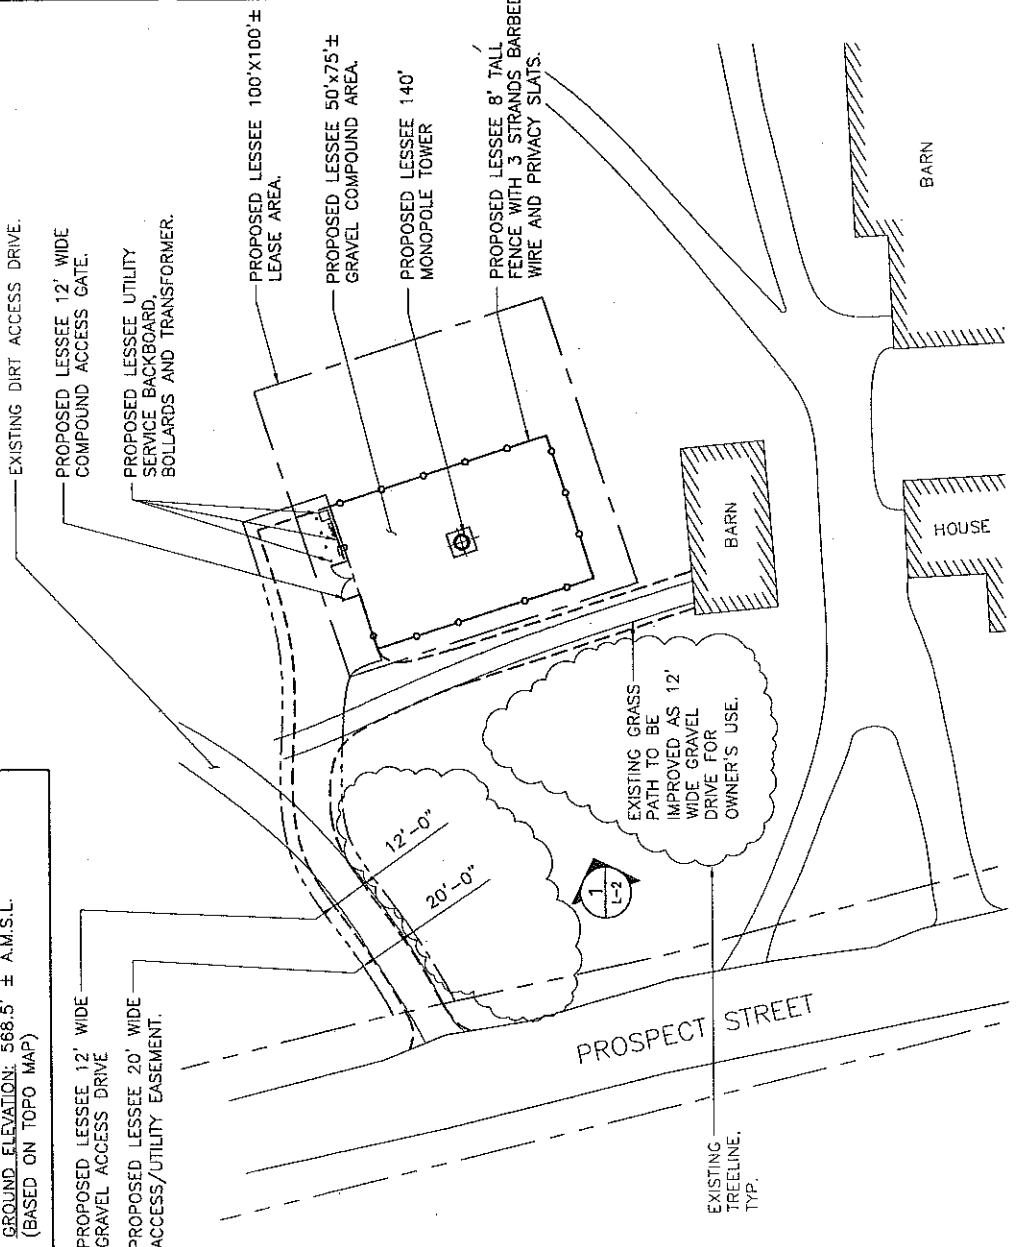 GROUND ELEVATION: 568.5' ± A.M.S.L.
(BASED ON TOPO MAP)
PROPOSED LESSEE 12' WIDE
GRAVEL ACCESS DRIVE
PROPOSED LESSEE 20' WIDE
ACCESS/UTILITY EASEMENT.
EXISTING DIRT ACCESS DRIVE.
PROPOSED LESSEE 12' WIDE
COMPOUND ACCESS GATE.
PROPOSED LESSEE UTILITY
SERVICE BACKBOARD,
BOLLARDS AND TRANSFORMER.
PROPOSED LESSEE 100'x100'±
LEASE AREA.
PROPOSED LESSEE 50'x75'±
GRAVEL COMPOUND AREA.
PROPOSED LESSEE 140'
MONOPOLE TOWER
PROPOSED LESSEE 8' TALL
FENCE WITH 3 STRANDS BARBED
WIRE AND PRIVACY SLATS.
12'-0"
20'-0"
EXISTING GRASS
PATH TO BE
IMPROVED AS 12'
WIDE GRAVEL
DRIVE FOR
OWNER'S USE.
1
L-2
BARN
HOUSE
BARN
PROSPECT STREET
EXISTING
TREELINE,
TYP.